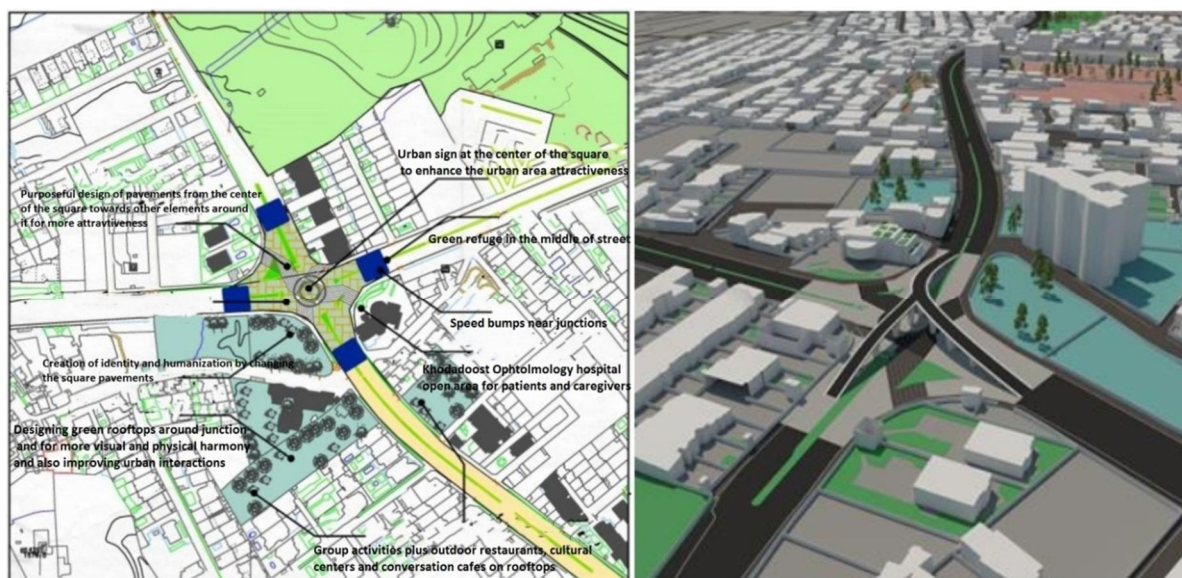 Urban sign at the center of the square
to enhance the urban area attractiveness
Purposeful design of pavements from the center
of the square towards other elements around
it for more attravtiveness
Green refuge in the middle of street
Speed bumps near junctions
Creation of identity and humanization by changing
the square pavements
Khodadoost Ophtolmology hospital
open area for patients and caregivers
Designing green rooftops around junction
and for more visual and physical harmony
and also improving urban interactions
Group activities plus outdoor restaurants, cultural
centers and conversation cafes on rooftops